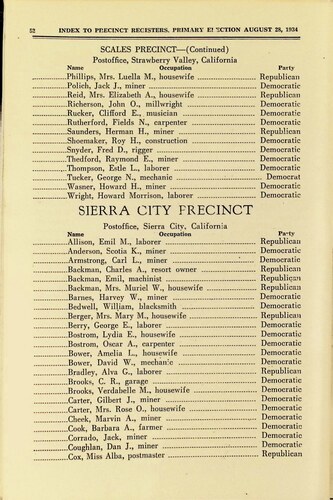 52 INDEX TO PRECINCT REGISTERS, PRIMARY ELECTION AUGUST 28, 1934
SCALES PRECINCT—(Continued)
Postoffice, Strawberry Valley, California
Name Occupation Party
Phillips, Mrs. Luella M., housewife Republican
Polich, Jack J., miner Democratic
Reid, Mrs. Elizabeth A., housewife Republican
Richerson, John O., millwright Democratic
Rucker, Clifford E., musician Democratic
Rutherford, Fields N., carpenter Democratic
Saunders, Herman H., miner Republican
Shoemaker, Roy H., construction Democratic
Snyder, Fred D., rigger Democratic
Thedford, Raymond E., miner Democratic
Thompson, Estle L., laborer Democratic
Tucker, George N., mechanic Democrat
Wasner, Howard H., miner Democratic
Wright, Howard Morrison, laborer Democratic
SIERRA CITY PRECINCT
Postoffice, Sierra City, California
Name Occupation Party
Allison, Emil M., laborer Republican
Anderson, Scotia K., miner Democratic
Armstrong, Carl L., miner Democratic
Backman, Charles A., resort owner Republican
Backman, Emil, machinist Republican
Backman, Mrs. Muriel W., housewife Republican
Barnes, Harvey W., miner Democratic
Bedwell, William, blacksmith Democratic
Berger, Mrs. Mary M., housewife Republican
Berry, George E., laborer Democratic
Bostrom, Lydia E., housewife Democratic
Bostrom, Oscar A., carpenter Democratic
Bower, Amelia L., housewife Democratic
Bower, David W., mechanic Democratic
Bradley, Alva G., laborer Republican
Brooks, C. R., garage Democratic
Brooks, Verdabelle M., housewife Democratic
Carter, Gilbert J., miner Democratic
Carter, Mrs. Rose O., housewife Democratic
Cheek, Marvin A., miner Democratic
Cook, Barbara A., farmer Democratic
Corrado, Jack, miner Democratic
Coughlan, Dan J., miner Democratic
Cox, Miss Alba, postmaster Republican